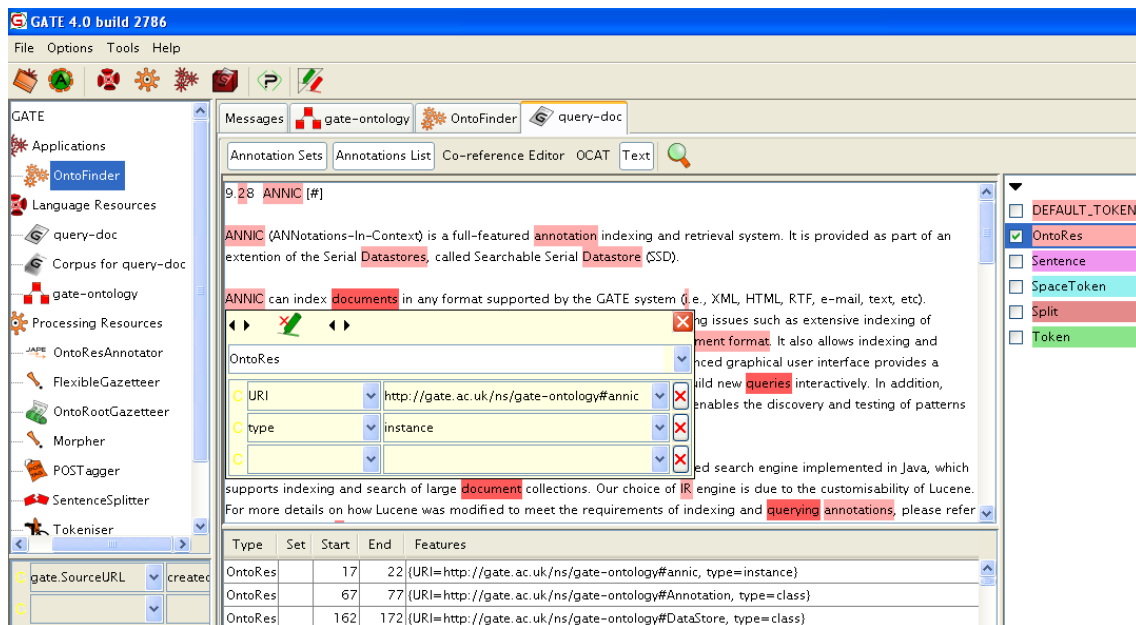 GATE 4.0 build 2786
File Options Tools Help
GATE
Applications
OntoFinder
Language Resources
query-doc
Corpus for query-doc
gate-ontology
Processing Resources
JAPE OntoResAnnotator
FlexibleGazetteer
OntoRootGazetteer
Morpher
POSTagger
SentenceSplitter
Tokeniser
gate.SourceURL created
Messages gate-ontology OntoFinder query-doc
Annotation Sets Annotations List Co-reference Editor OCAT Text
9.28 ANNIC [#]
ANNIC (ANNotations-In-Context) is a full-featured annotation indexing and retrieval system. It is provided as part of an
extention of the Serial Datastores, called Searchable Serial Datastore (SSD).
ANNIC can index documents in any format supported by the GATE system (i.e., XML, HTML, RTF, e-mail, text, etc).
ng issues such as extensive indexing of
ment format. It also allows indexing and
nced graphical user interface provides a
uild new queries interactively. In addition,
enables the discovery and testing of patterns
OntoRes
C URI http://gate.ac.uk/ns/gate-ontology#annic
C type instance
C
ed search engine implemented in Java, which
supports indexing and search of large document collections. Our choice of IR engine is due to the customisability of Lucene.
For more details on how Lucene was modified to meet the requirements of indexing and querying annotations, please refer
Type Set Start End Features
OntoRes 17 22 {URI=http://gate.ac.uk/ns/gate-ontology#annic, type=instance}
OntoRes 67 77 {URI=http://gate.ac.uk/ns/gate-ontology#Annotation, type=class}
OntoRes 162 172 {URI=http://gate.ac.uk/ns/gate-ontology#DataStore, type=class}
DEFAULT_TOKEN
OntoRes
Sentence
SpaceToken
Split
Token